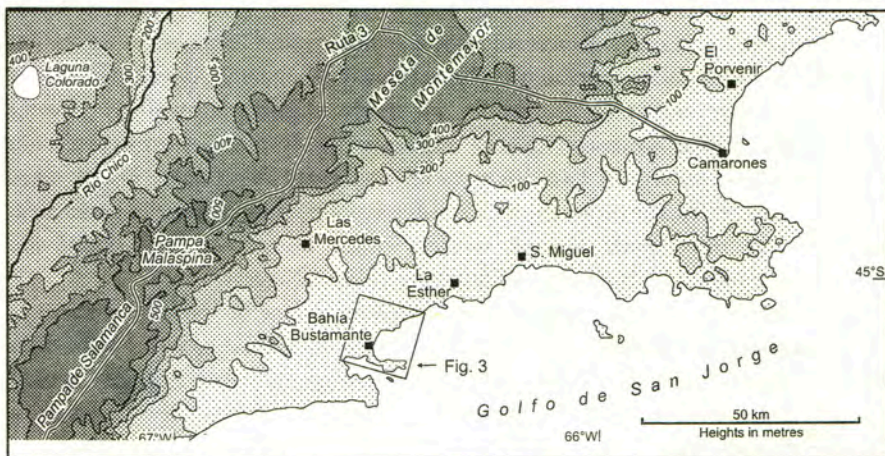 400
200
300
Laguna
Colorado
500
400
Río Chico
Ruta 3
Meseta de
Montemayor
400
300
200
100
100
El
Porvenir
Camarones
500
Pampa
Malaspina
Las
Mercedes
S. Miguel
La
Esther
45°S
Bahía
Bustamante
500
Pampa de Salamanca
Fig. 3
Golfo de San Jorge
50 km
Heights in metres
67°W
66°W